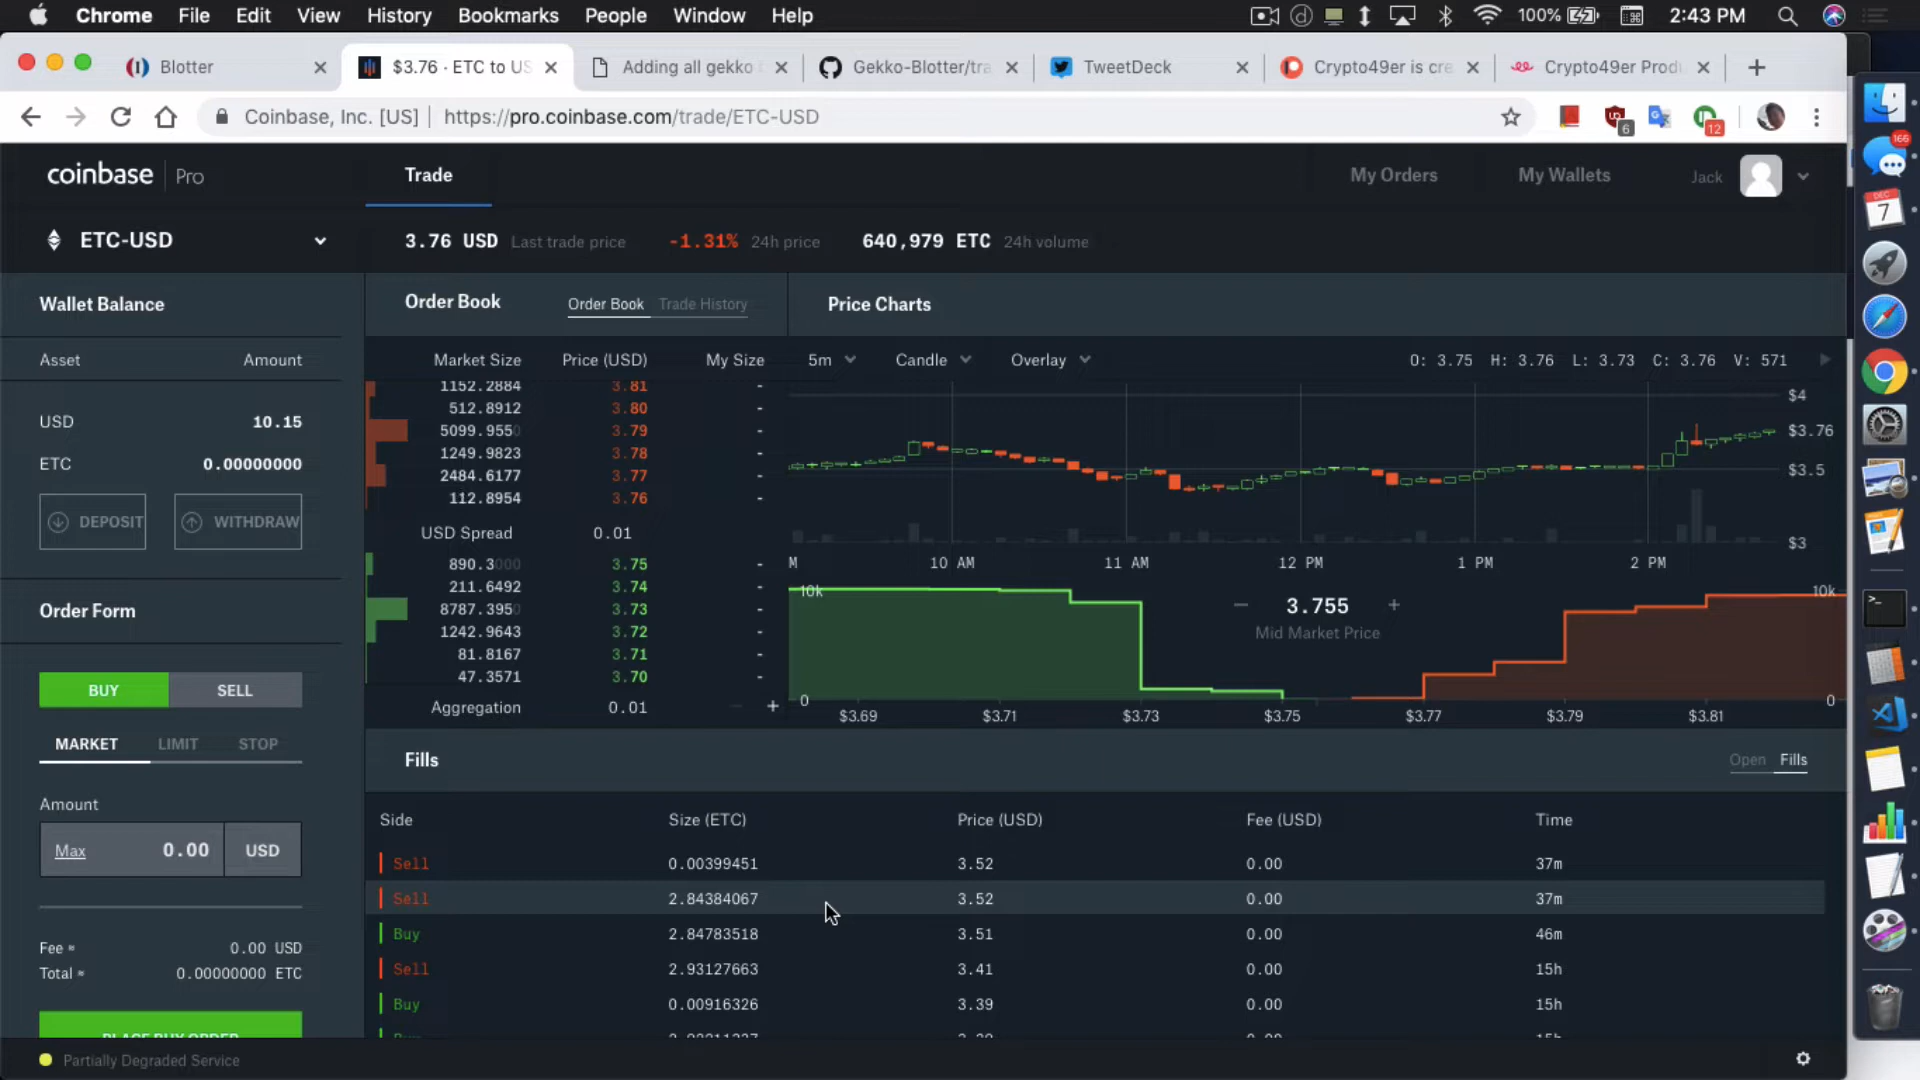 Chrome File Edit View History Bookmarks People Window Help 100% 2:43 PM
Blotter $3.76 · ETC to US Adding all gekko Gekko-Blotter/tra TweetDeck Crypto49er is cre Crypto49er Produ
Coinbase, Inc. [US] https://pro.coinbase.com/trade/ETC-USD 6 12
166
DEC
7
coinbase Pro Trade My Orders My Wallets Jack
ETC-USD 3.76 USD Last trade price -1.31% 24h price 640,979 ETC 24h volume
Wallet Balance
Asset Amount
USD 10.15
ETC 0.00000000
DEPOSIT WITHDRAW
Order Form
BUY SELL
MARKET LIMIT STOP
Amount
Max 0.00 USD
Fee ≈ 0.00 USD
Total ≈ 0.00000000 ETC
PLACE BUY ORDER
Order Book Order Book Trade History
Market Size Price (USD) My Size
1152.2884 3.81 -
512.8912 3.80 -
5099.9550 3.79 -
1249.9823 3.78 -
2484.6177 3.77 -
112.8954 3.76 -
USD Spread 0.01
890.3000 3.75 -
211.6492 3.74 -
8787.3950 3.73 -
1242.9643 3.72 -
81.8167 3.71 -
47.3571 3.70 -
Aggregation 0.01 - +
Price Charts
5m Candle Overlay O: 3.75 H: 3.76 L: 3.73 C: 3.76 V: 571
$4
$3.76
$3.5
$3
M 10 AM 11 AM 12 PM 1 PM 2 PM
10k - 3.755 + 10k
Mid Market Price
0 0
$3.69 $3.71 $3.73 $3.75 $3.77 $3.79 $3.81
Fills Open Fills
Side Size (ETC) Price (USD) Fee (USD) Time
Sell 0.00399451 3.52 0.00 37m
Sell 2.84384067 3.52 0.00 37m
Buy 2.84783518 3.51 0.00 46m
Sell 2.93127663 3.41 0.00 15h
Buy 0.00916326 3.39 0.00 15h
Partially Degraded Service